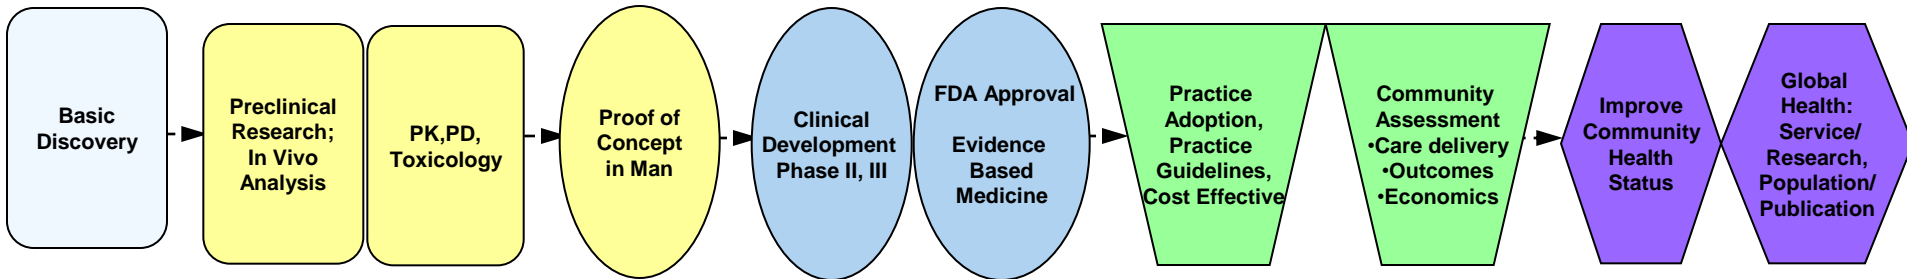 Basic
Discovery
Preclinical
Research;
In Vivo
Analysis
PK,PD,
Toxicology
Proof of
Concept
in Man
Clinical
Development
Phase II, III
FDA Approval
Evidence
Based
Medicine
Practice
Adoption,
Practice
Guidelines,
Cost Effective
Community
Assessment
•Care delivery
•Outcomes
•Economics
Improve
Community
Health
Status
Global
Health:
Service/
Research,
Population/
Publication